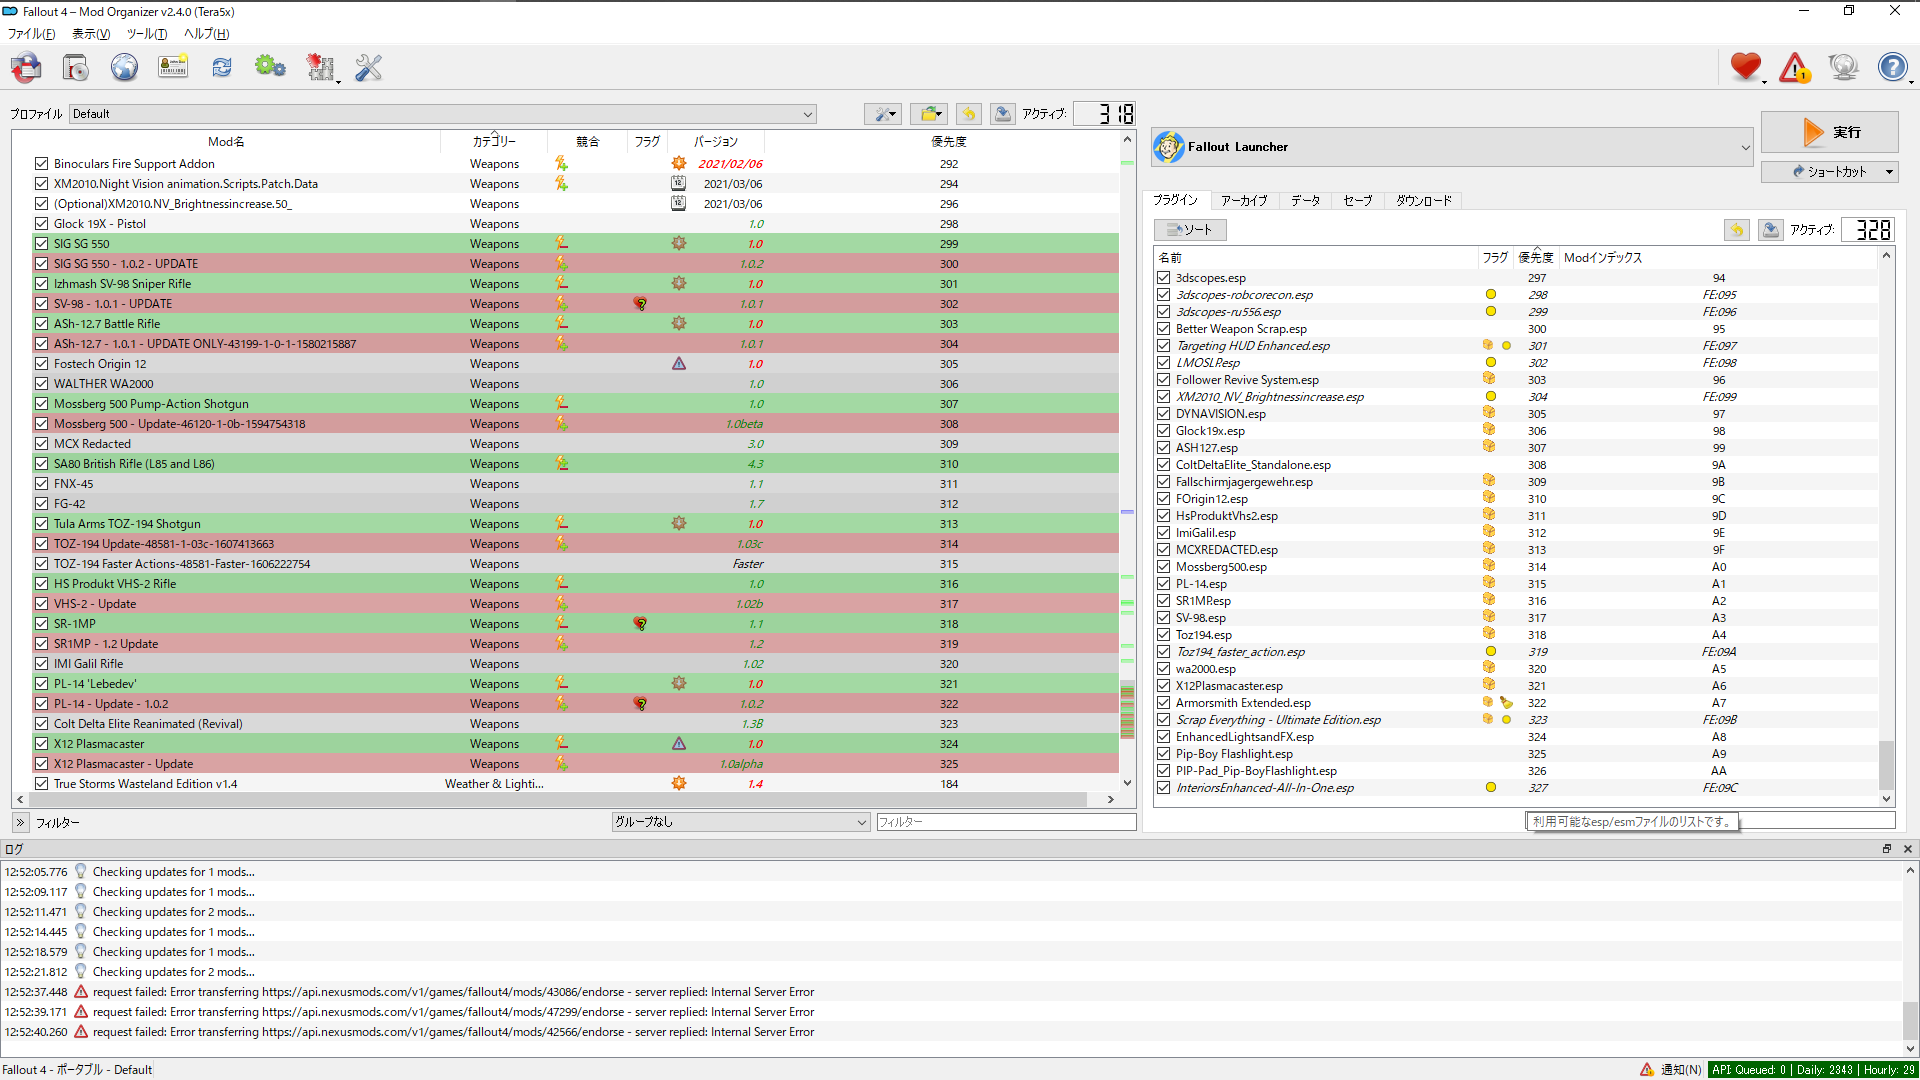 Fallout 4 – Mod Organizer v2.4.0 (Tera5x)
ファイル(F) 表示(V) ツール(T) ヘルプ(H)
プロファイル Default アクティブ: 318
Mod名 カテゴリー 競合 フラグ バージョン 優先度
Binoculars Fire Support Addon Weapons 2021/02/06 292
XM2010.Night Vision animation.Scripts.Patch.Data Weapons 2021/03/06 294
(Optional)XM2010.NV_Brightnessincrease.50_ Weapons 2021/03/06 296
Glock 19X - Pistol Weapons 1.0 298
SIG SG 550 Weapons 1.0 299
SIG SG 550 - 1.0.2 - UPDATE Weapons 1.0.2 300
Izhmash SV-98 Sniper Rifle Weapons 1.0 301
SV-98 - 1.0.1 - UPDATE Weapons 1.0.1 302
ASh-12.7 Battle Rifle Weapons 1.0 303
ASh-12.7 - 1.0.1 - UPDATE ONLY-43199-1-0-1-1580215887 Weapons 1.0.1 304
Fostech Origin 12 Weapons 1.0 305
WALTHER WA2000 Weapons 1.0 306
Mossberg 500 Pump-Action Shotgun Weapons 1.0 307
Mossberg 500 - Update-46120-1-0b-1594754318 Weapons 1.0beta 308
MCX Redacted Weapons 3.0 309
SA80 British Rifle (L85 and L86) Weapons 4.3 310
FNX-45 Weapons 1.1 311
FG-42 Weapons 1.7 312
Tula Arms TOZ-194 Shotgun Weapons 1.0 313
TOZ-194 Update-48581-1-03c-1607413663 Weapons 1.03c 314
TOZ-194 Faster Actions-48581-Faster-1606222754 Weapons Faster 315
HS Produkt VHS-2 Rifle Weapons 1.0 316
VHS-2 - Update Weapons 1.02b 317
SR-1MP Weapons 1.1 318
SR1MP - 1.2 Update Weapons 1.2 319
IMI Galil Rifle Weapons 1.02 320
PL-14 'Lebedev' Weapons 1.0 321
PL-14 - Update - 1.0.2 Weapons 1.0.2 322
Colt Delta Elite Reanimated (Revival) Weapons 1.3B 323
X12 Plasmacaster Weapons 1.0 324
X12 Plasmacaster - Update Weapons 1.0alpha 325
True Storms Wasteland Edition v1.4 Weather & Lighti... 1.4 184
» フィルター グループなし フィルター
Fallout Launcher
実行
ショートカット
プラグイン アーカイブ データ セーブ ダウンロード
ソート アクティブ: 328
名前 フラグ 優先度 Modインデックス
3dscopes.esp 297 94
3dscopes-robcorecon.esp 298 FE:095
3dscopes-ru556.esp 299 FE:096
Better Weapon Scrap.esp 300 95
Targeting HUD Enhanced.esp 301 FE:097
LMOSLP.esp 302 FE:098
Follower Revive System.esp 303 96
XM2010_NV_Brightnessincrease.esp 304 FE:099
DYNAVISION.esp 305 97
Glock19x.esp 306 98
ASH127.esp 307 99
ColtDeltaElite_Standalone.esp 308 9A
Fallschirmjagergewehr.esp 309 9B
FOrigin12.esp 310 9C
HsProduktVhs2.esp 311 9D
ImiGalil.esp 312 9E
MCXREDACTED.esp 313 9F
Mossberg500.esp 314 A0
PL-14.esp 315 A1
SR1MP.esp 316 A2
SV-98.esp 317 A3
Toz194.esp 318 A4
Toz194_faster_action.esp 319 FE:09A
wa2000.esp 320 A5
X12Plasmacaster.esp 321 A6
Armorsmith Extended.esp 322 A7
Scrap Everything - Ultimate Edition.esp 323 FE:09B
EnhancedLightsandFX.esp 324 A8
Pip-Boy Flashlight.esp 325 A9
PIP-Pad_Pip-BoyFlashlight.esp 326 AA
InteriorsEnhanced-All-In-One.esp 327 FE:09C
利用可能なesp/esmファイルのリストです。
ログ
12:52:05.776 Checking updates for 1 mods...
12:52:09.117 Checking updates for 1 mods...
12:52:11.471 Checking updates for 2 mods...
12:52:14.445 Checking updates for 1 mods...
12:52:18.579 Checking updates for 1 mods...
12:52:21.812 Checking updates for 2 mods...
12:52:37.448 request failed: Error transferring https://api.nexusmods.com/v1/games/fallout4/mods/43086/endorse - server replied: Internal Server Error
12:52:39.171 request failed: Error transferring https://api.nexusmods.com/v1/games/fallout4/mods/47299/endorse - server replied: Internal Server Error
12:52:40.260 request failed: Error transferring https://api.nexusmods.com/v1/games/fallout4/mods/42566/endorse - server replied: Internal Server Error
Fallout 4 - ポータブル - Default 通知(N) API: Queued: 0 | Daily: 2343 | Hourly: 29